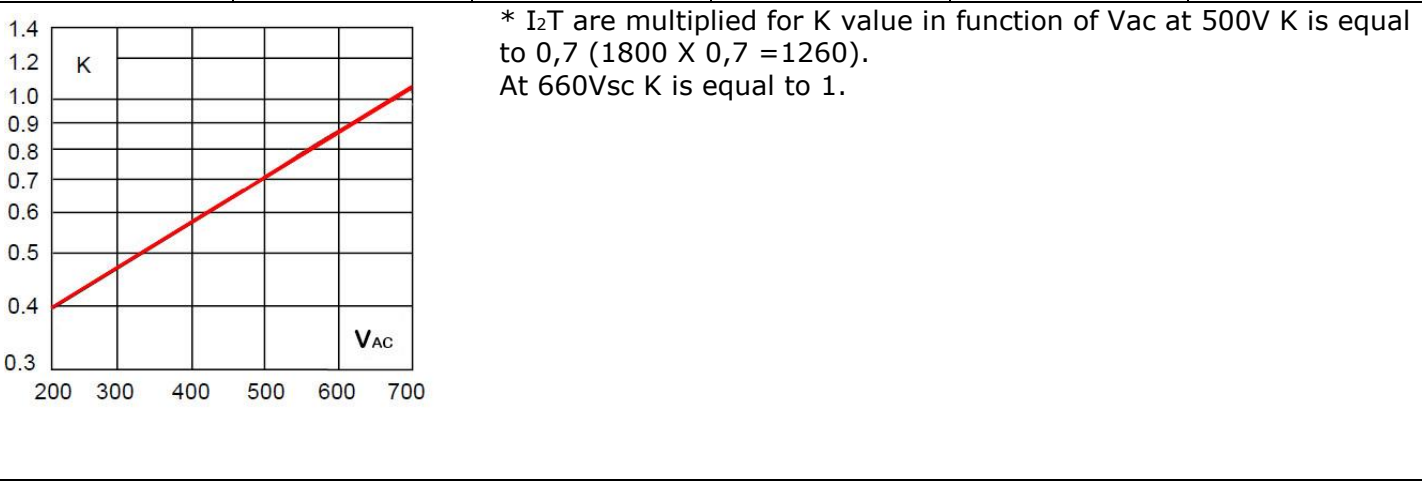 * I₂T are multiplied for K value in function of Vac at 500V K is equal
to 0,7 (1800 X 0,7 =1260).
At 660Vsc K is equal to 1.
1.4
1.2
K
1.0
0.9
0.8
0.7
0.6
0.5
0.4
VAC
0.3
200 300 400 500 600 700